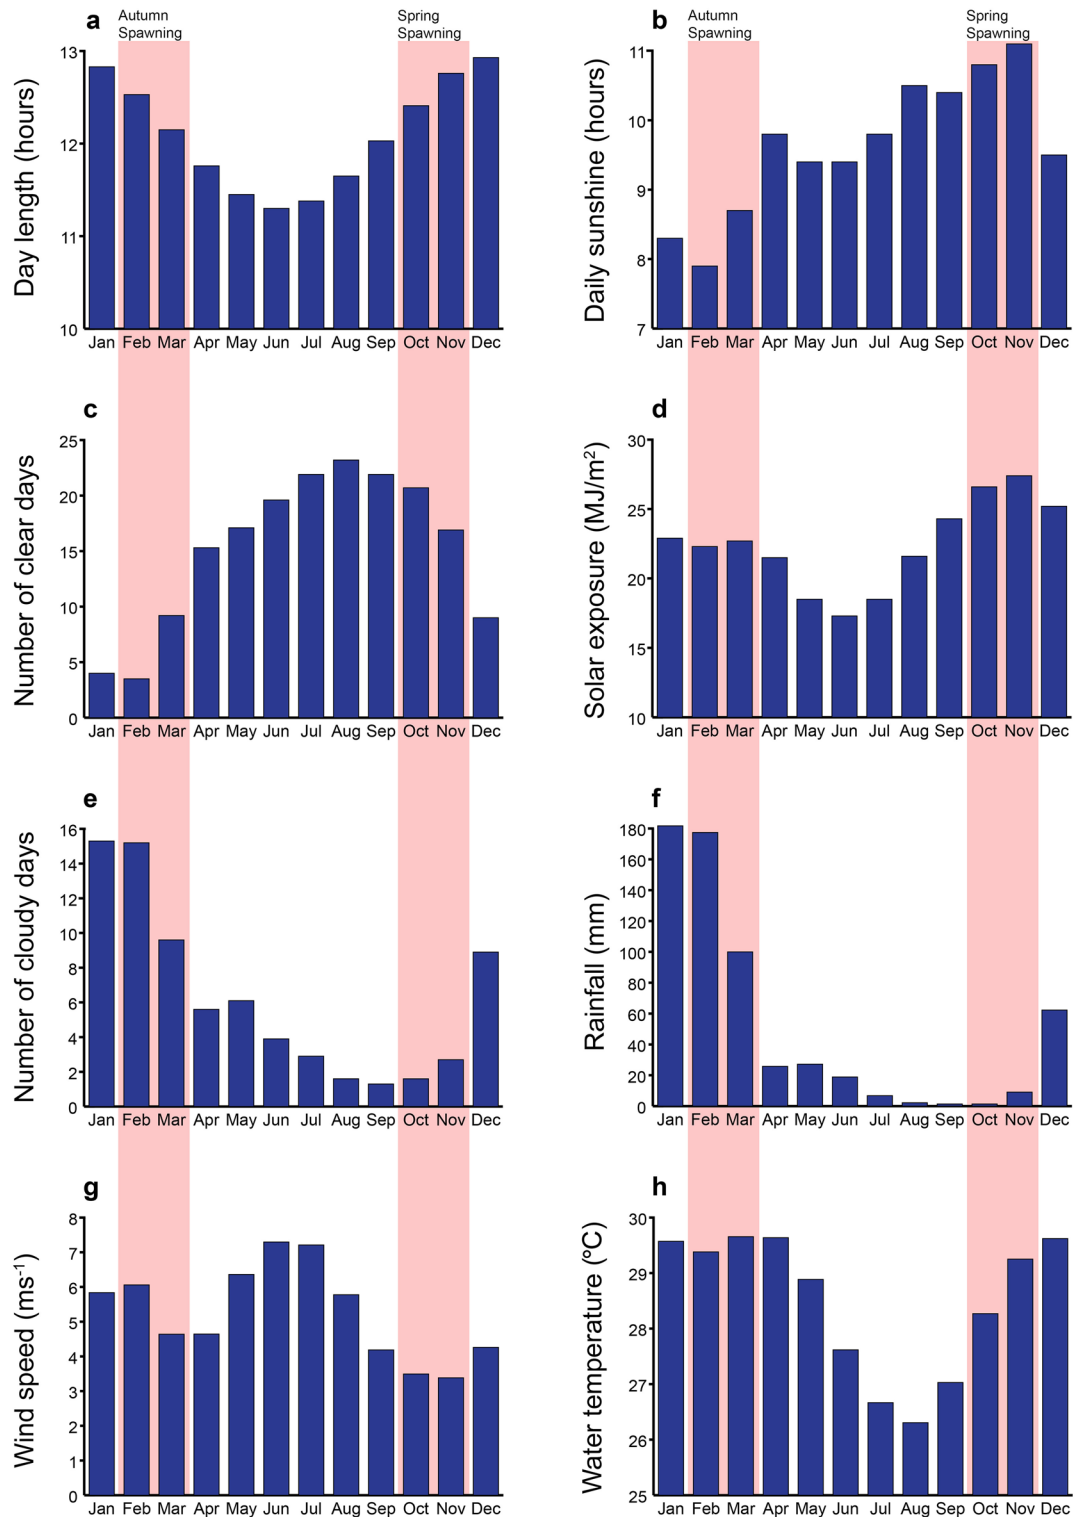 a
Autumn
Spawning
Spring
Spawning
Day length (hours)
13
12
11
10
Jan Feb Mar Apr May Jun Jul Aug Sep Oct Nov Dec
b
Autumn
Spawning
Spring
Spawning
Daily sunshine (hours)
11
10
9
8
7
Jan Feb Mar Apr May Jun Jul Aug Sep Oct Nov Dec
c
Number of clear days
25
20
15
10
5
0
Jan Feb Mar Apr May Jun Jul Aug Sep Oct Nov Dec
d
Solar exposure (MJ/m²)
30
25
20
15
10
Jan Feb Mar Apr May Jun Jul Aug Sep Oct Nov Dec
e
Number of cloudy days
16
14
12
10
8
6
4
2
0
Jan Feb Mar Apr May Jun Jul Aug Sep Oct Nov Dec
f
Rainfall (mm)
180
160
140
120
100
80
60
40
20
0
Jan Feb Mar Apr May Jun Jul Aug Sep Oct Nov Dec
g
Wind speed (ms⁻¹)
8
7
6
5
4
3
2
1
0
Jan Feb Mar Apr May Jun Jul Aug Sep Oct Nov Dec
h
Water temperature (ºC)
30
29
28
27
26
25
Jan Feb Mar Apr May Jun Jul Aug Sep Oct Nov Dec